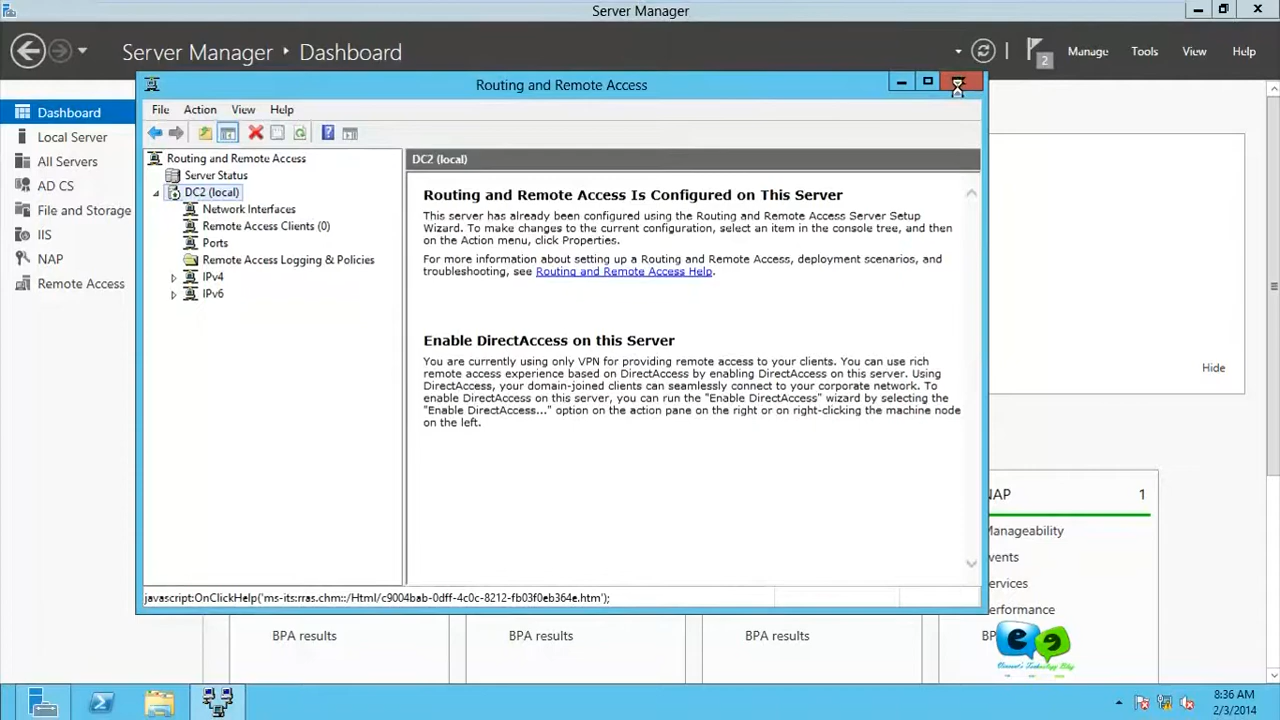 Server Manager
Server Manager
Dashboard
2
Manage
Tools
View
Help
Routing and Remote Access
Dashboard
Local Server
All Servers
AD CS
File and Storage
IIS
NAP
Remote Access
File
Action
View
Help
Routing and Remote Access
Server Status
DC2 (local)
Network Interfaces
Remote Access Clients (0)
Ports
Remote Access Logging & Policies
IPv4
IPv6
DC2 (local)
Routing and Remote Access Is Configured on This Server
This server has already been configured using the Routing and Remote Access Server Setup
Wizard. To make changes to the current configuration, select an item in the console tree, and then
on the Action menu, click Properties.
For more information about setting up a Routing and Remote Access, deployment scenarios, and
troubleshooting, see Routing and Remote Access Help.
Enable DirectAccess on this Server
You are currently using only VPN for providing remote access to your clients. You can use rich
remote access experience based on DirectAccess by enabling DirectAccess on this server. Using
DirectAccess, your domain-joined clients can seamlessly connect to your corporate network. To
enable DirectAccess on this server, you can run the "Enable DirectAccess" wizard by selecting the
"Enable DirectAccess..." option on the action pane on the right or on right-clicking the machine node
on the left.
Hide
NAP
1
Manageability
vents
ervices
erformance
javascript:OnClickHelp('ms-its:rras.chm::/Html/c9004bab-0dff-4c0c-8212-fb03f0eb364e.htm');
BPA results
BPA results
BPA results
BP
8:36 AM
2/3/2014